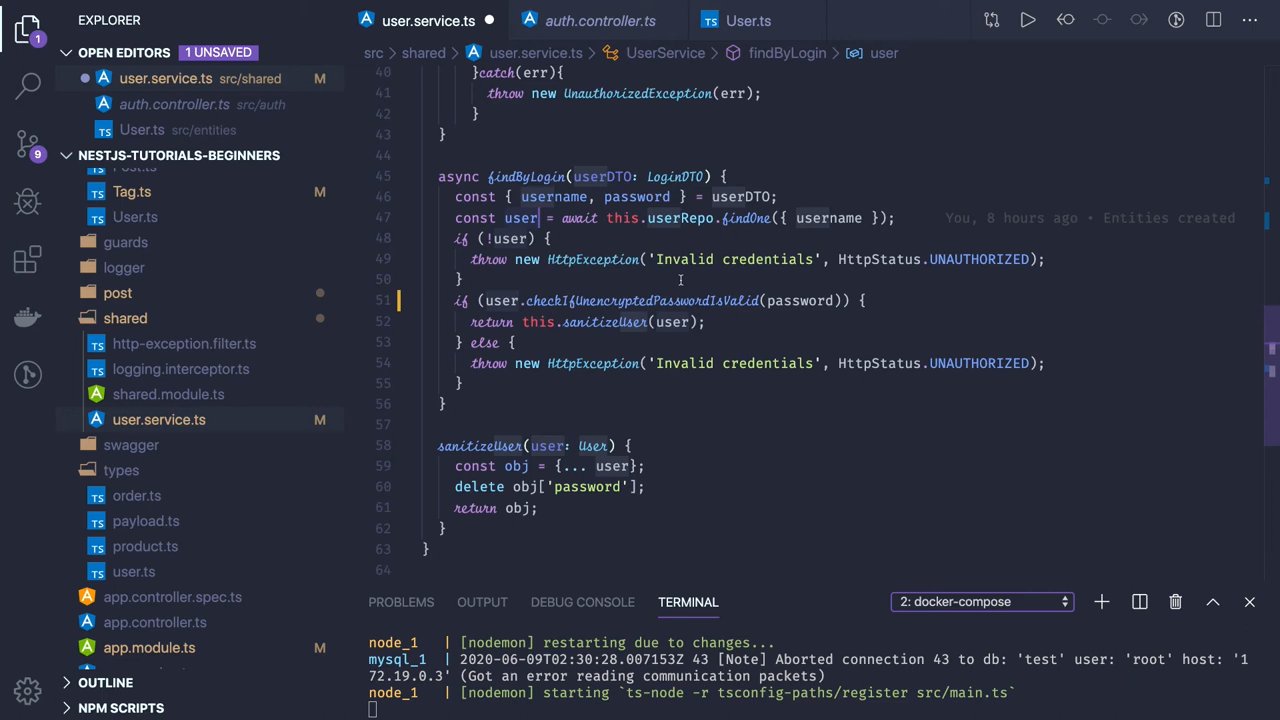 EXPLORER
OPEN EDITORS 1 UNSAVED
user.service.ts src/shared M
auth.controller.ts src/auth
User.ts src/entities
NESTJS-TUTORIALS-BEGINNERS
Tag.ts M
User.ts
guards
logger
post
shared
http-exception.filter.ts
logging.interceptor.ts
shared.module.ts
user.service.ts M
swagger
types
order.ts
payload.ts
product.ts
user.ts
app.controller.spec.ts
app.controller.ts
app.module.ts M
OUTLINE
NPM SCRIPTS
1
9
user.service.ts auth.controller.ts User.ts
src > shared > user.service.ts > UserService > findByLogin > user
40 }catch(err){
41 throw new UnauthorizedException(err);
42 }
43 }
44
45 async findByLogin(userDTO: LoginDTO) {
46 const { username, password } = userDTO;
47 const user = await this.userRepo.findOne({ username }); You, 8 hours ago • Entities created
48 if (!user) {
49 throw new HttpException('Invalid credentials', HttpStatus.UNAUTHORIZED);
50 }
51 if (user.checkIfUnencryptedPasswordIsValid(password)) {
52 return this.sanitizeUser(user);
53 } else {
54 throw new HttpException('Invalid credentials', HttpStatus.UNAUTHORIZED);
55 }
56 }
57
58 sanitizeUser(user: User) {
59 const obj = {... user};
60 delete obj['password'];
61 return obj;
62 }
63 }
64
PROBLEMS OUTPUT DEBUG CONSOLE TERMINAL 2: docker-compose
node_1 | [nodemon] restarting due to changes...
mysql_1 | 2020-06-09T02:30:28.007153Z 43 [Note] Aborted connection 43 to db: 'test' user: 'root' host: '1
72.19.0.3' (Got an error reading communication packets)
node_1 | [nodemon] starting `ts-node -r tsconfig-paths/register src/main.ts`